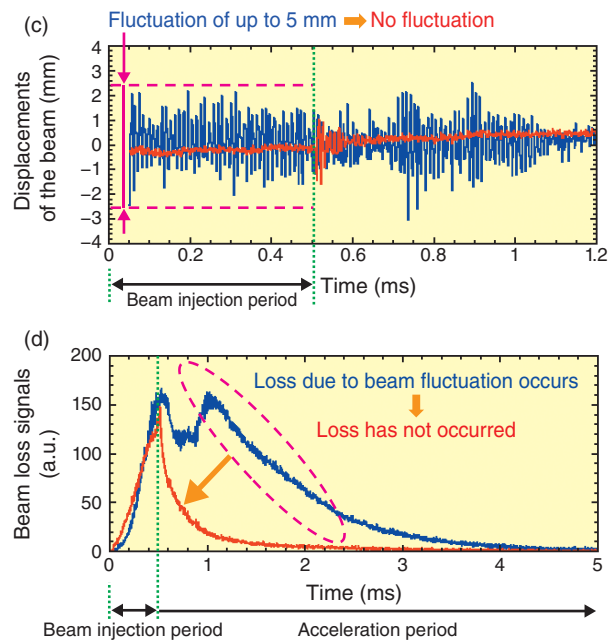 (c) Fluctuation of up to 5 mm No fluctuation
Displacements
of the beam (mm)
4
3
2
1
0
−1
−2
−3
−4
0 0.2 0.4 0.6 0.8 1 1.2
Beam injection period
Time (ms)
(d)
Beam loss signals
a.u.
200
150
100
50
0
Loss due to beam fluctuation occurs
Loss has not occurred
0 1 2 3 4 5
Time (ms)
Beam injection period Acceleration period